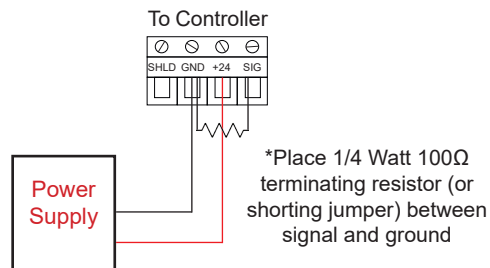 To Controller
SHLD GND +24 SIG
Power
Supply
*Place 1/4 Watt 100Ω
terminating resistor (or
shorting jumper) between
signal and ground